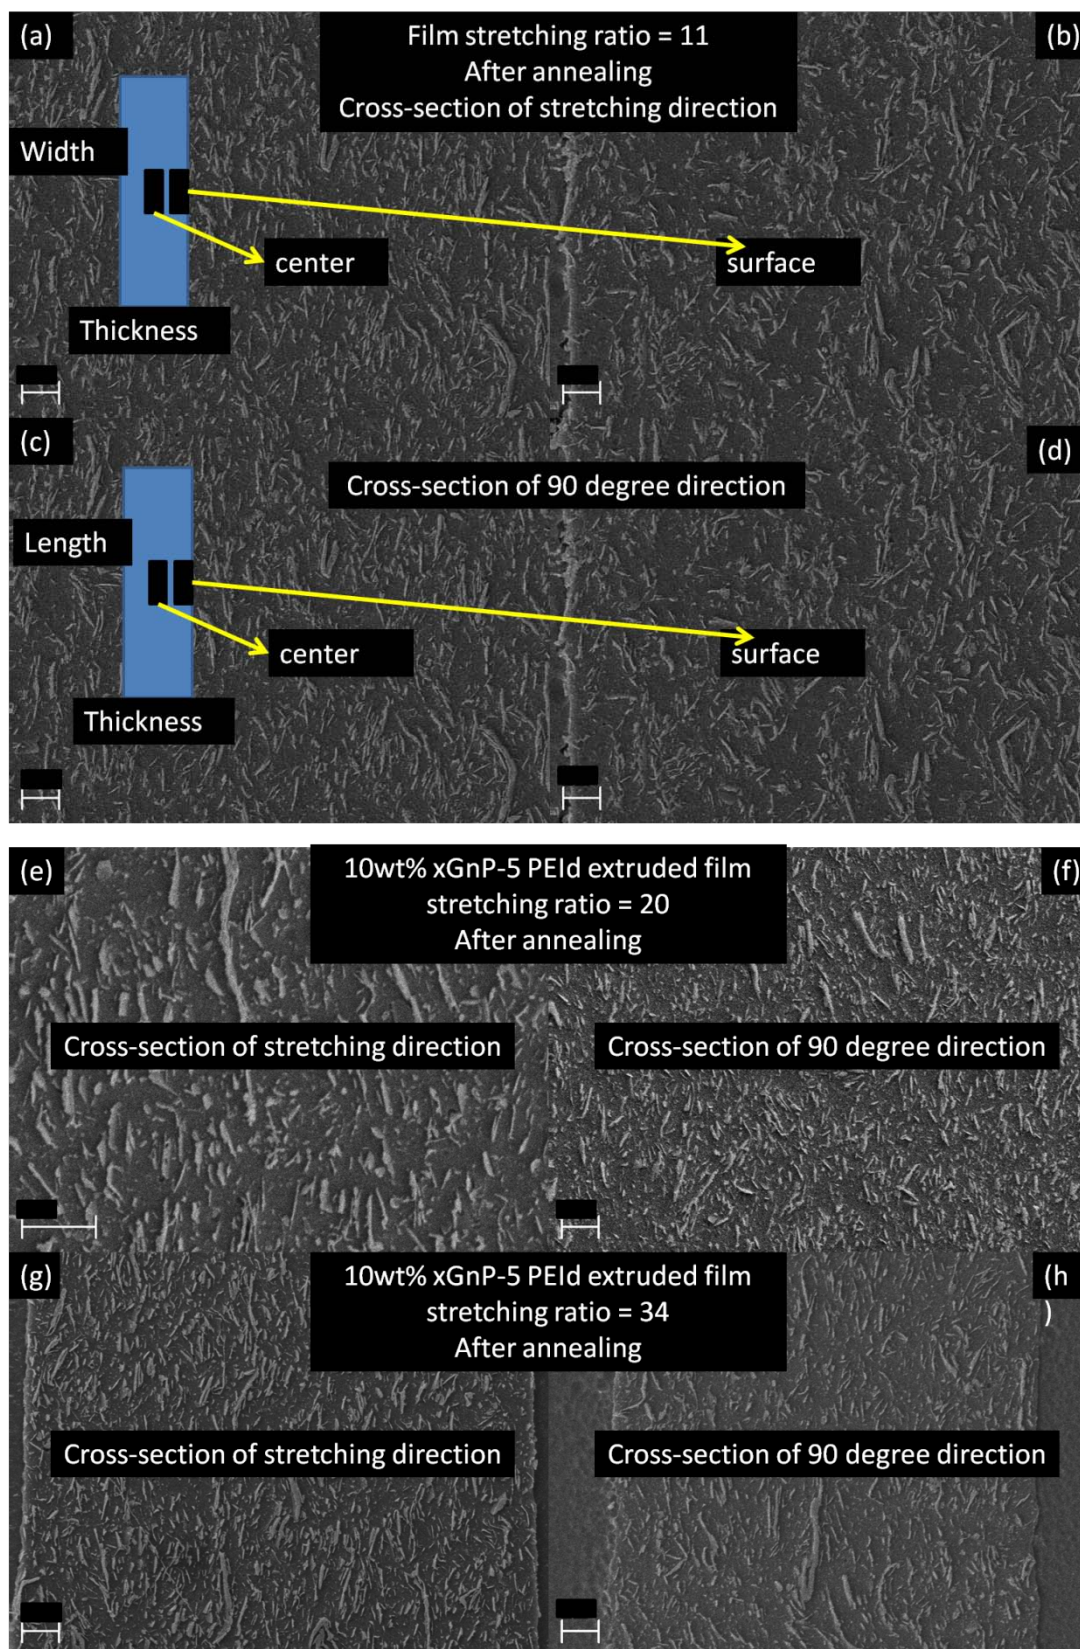 (a)
Film stretching ratio = 11
After annealing
Cross-section of stretching direction
(b)
Width
center
surface
Thickness
(c)
Cross-section of 90 degree direction
(d)
Length
center
surface
Thickness
(e)
10wt% xGnP-5 PEId extruded film
stretching ratio = 20
After annealing
(f)
Cross-section of stretching direction
Cross-section of 90 degree direction
(g)
10wt% xGnP-5 PEId extruded film
stretching ratio = 34
After annealing
(h
)
Cross-section of stretching direction
Cross-section of 90 degree direction